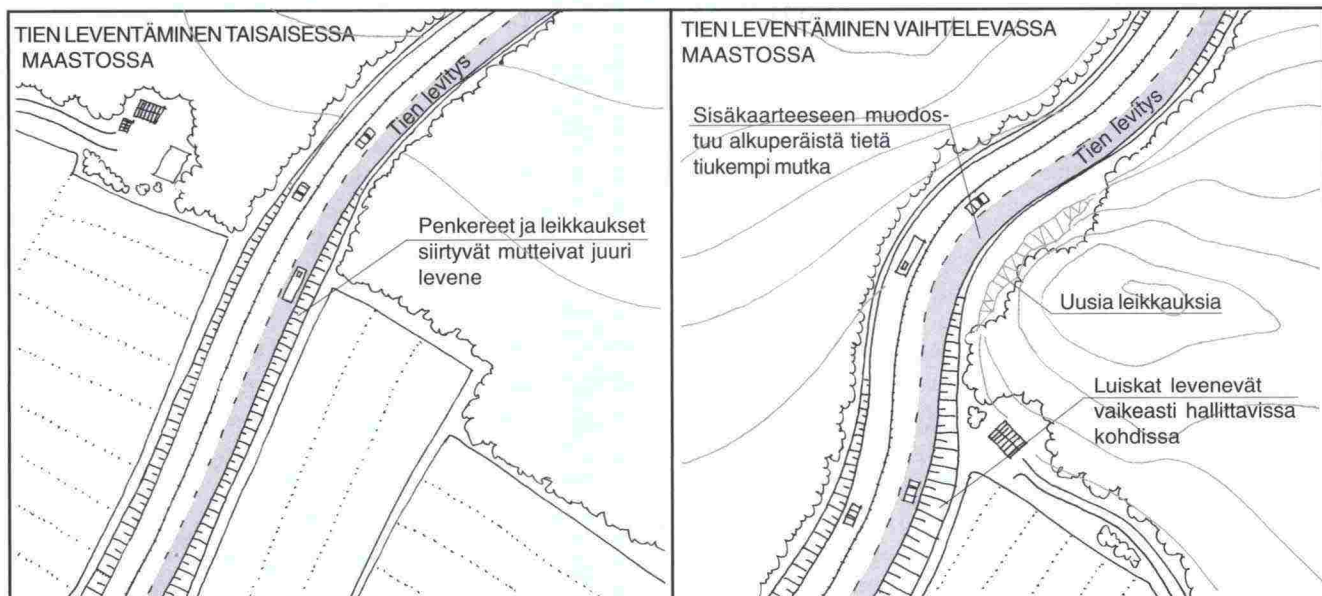 TIEN LEVENTÄMINEN TAISAISESSA
MAASTOSSA
Tien levitys
Penkereet ja leikkaukset
siirtyvät mutteivat juuri
levene
TIEN LEVENTÄMINEN VAIHTELEVASSA
MAASTOSSA
Sisäkaarteeseen muodos-
tuu alkuperäistä tietä
tiukempi mutka
Tien levitys
Uusia leikkauksia
Luiskat levenevät
vaikeasti hallittavissa
kohdissa